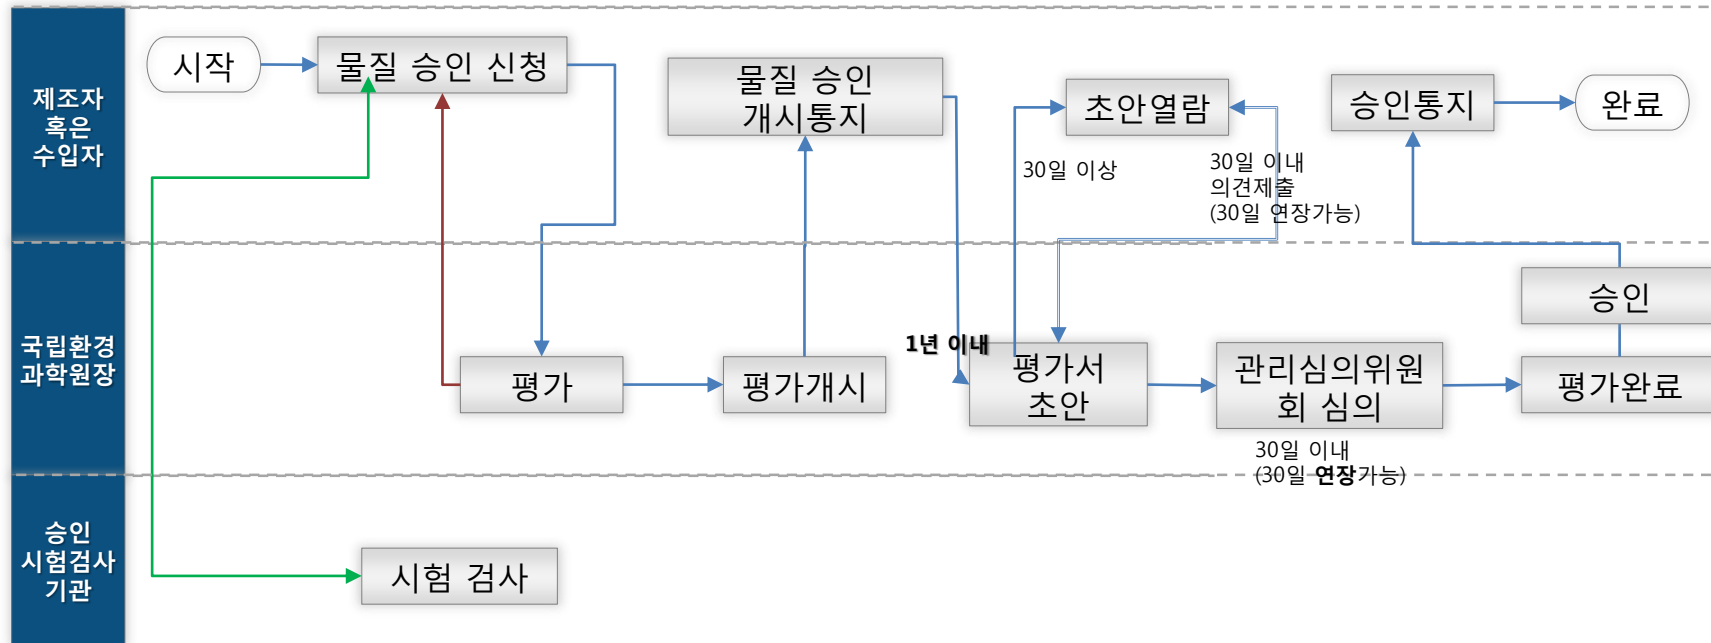 제조자
혹은
수입자
시작
물질 승인 신청
물질 승인
개시통지
초안열람
승인통지
완료
30일 이상
30일 이내
의견제출
(30일 연장가능)
국립환경
과학원장
평가
평가개시
1년 이내
평가서
초안
관리심의위원
회 심의
30일 이내
(30일 연장가능)
승인
평가완료
승인
시험검사
기관
시험 검사